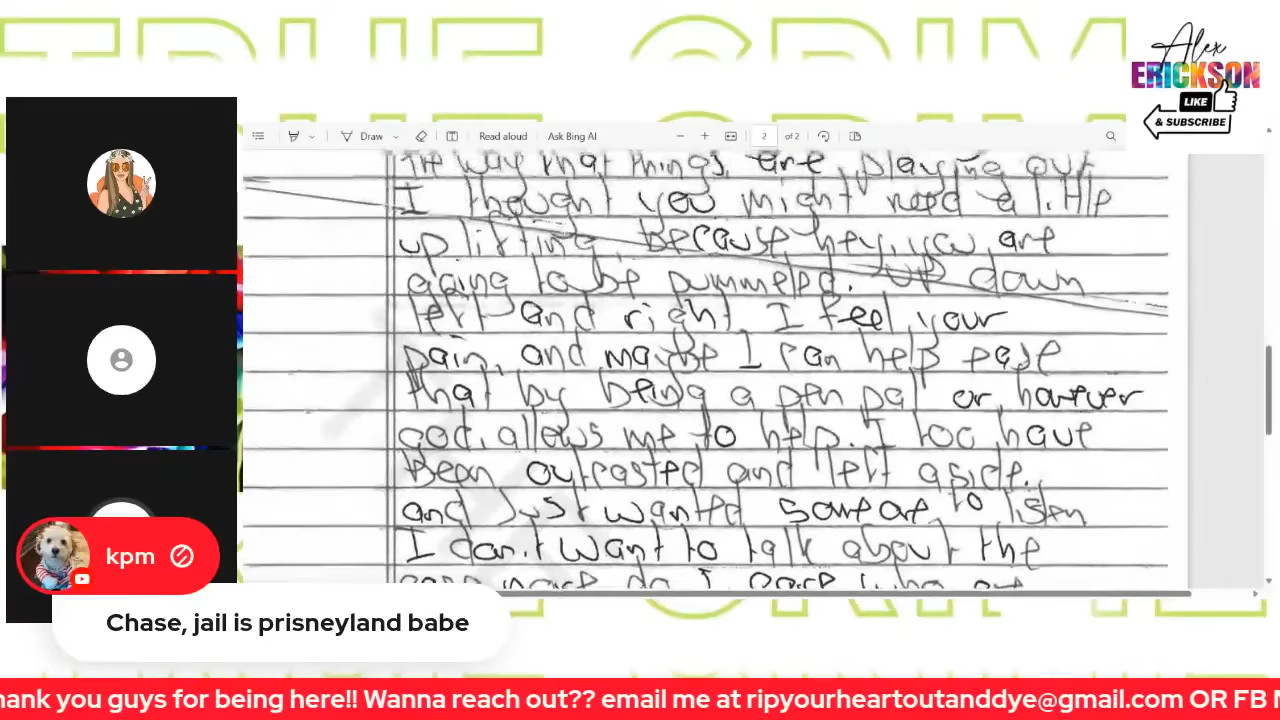 TRUE CRIME
Alex
ERICKSON
LIKE
& SUBSCRIBE
Draw
Read aloud
Ask Bing AI
2
of 2
The way that things are playing out
I thought you might need a little
uplifting Because hey, you are
going to be pummeled. up down
left and right I feel your
pain, and maybe I can help ease
that by being a pen pal or however
god, allows me to help. I too have
Bean outcasted and left aside.
and Just wanted someone to listen
I don't want to talk about the
kpm
Chase, jail is prisneyland babe
hank you guys for being here!! Wanna reach out?? email me at ripyourheartoutanddye@gmail.com OR FB